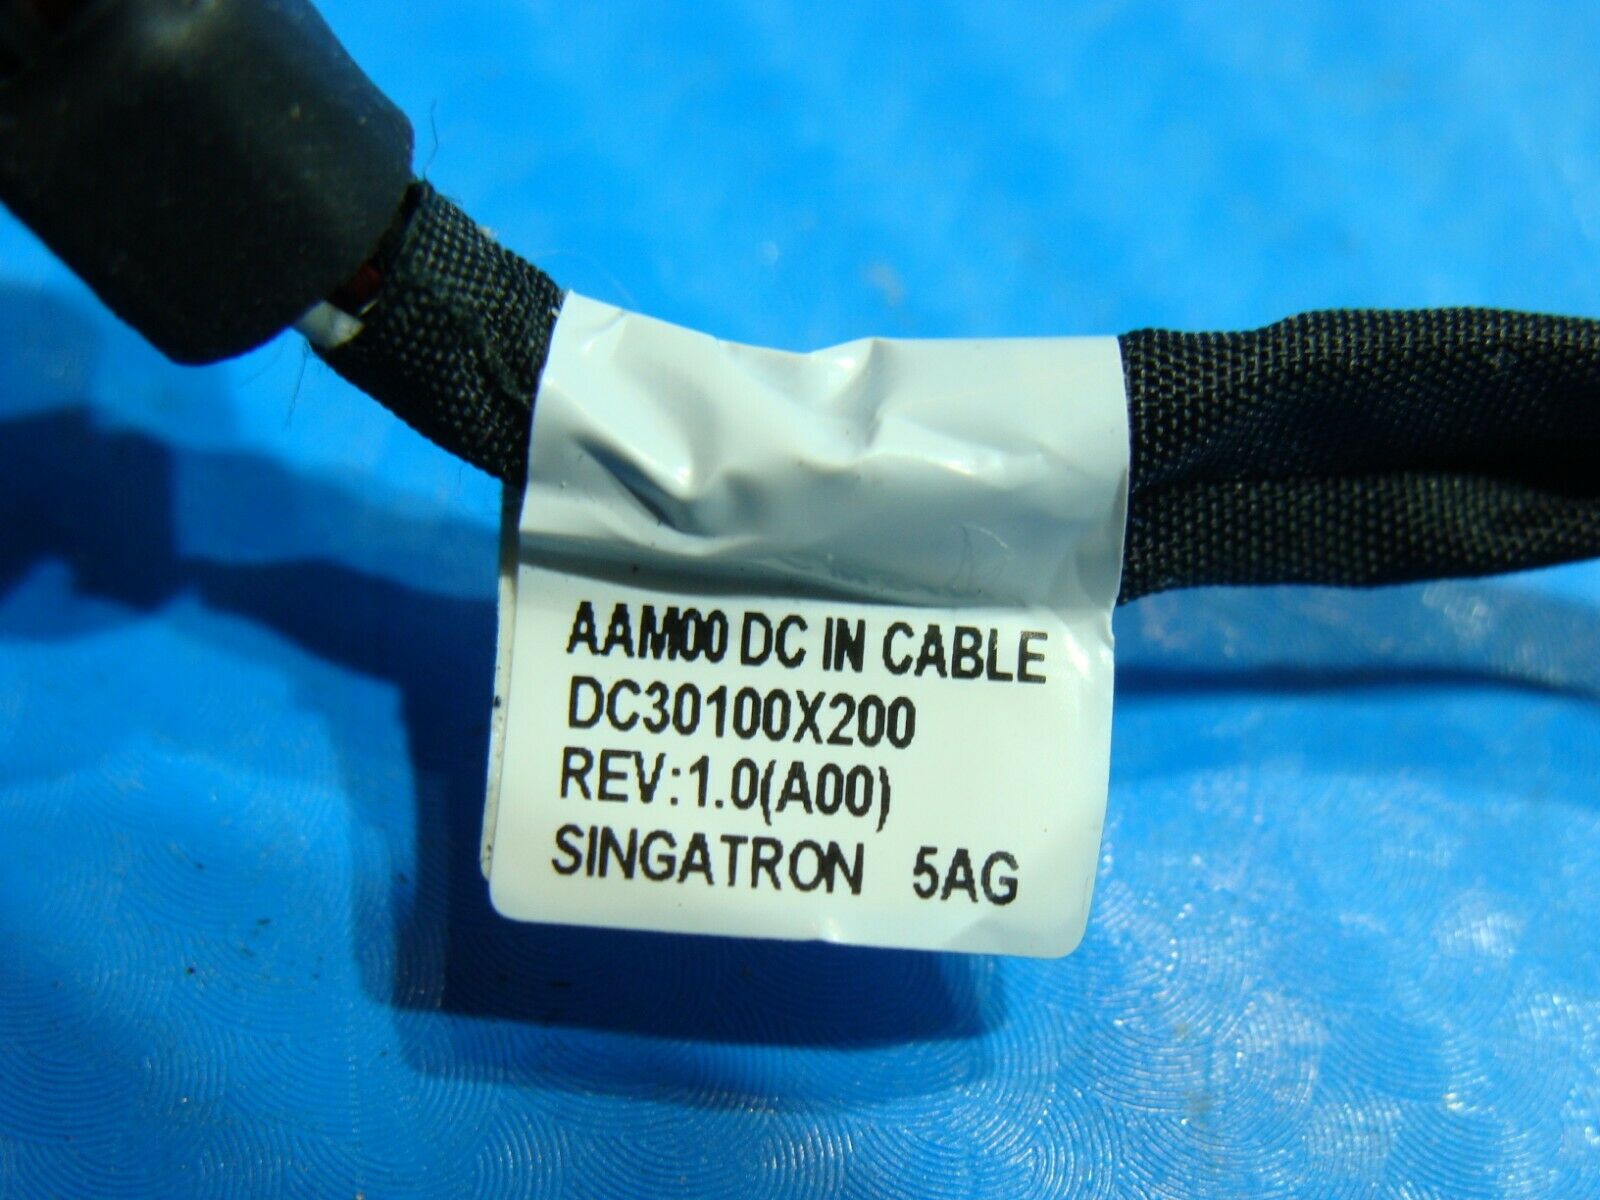 AAM00 DC IN CABLE
DC30100X200
REV:1.0(A00)
SINGATRON 5AG